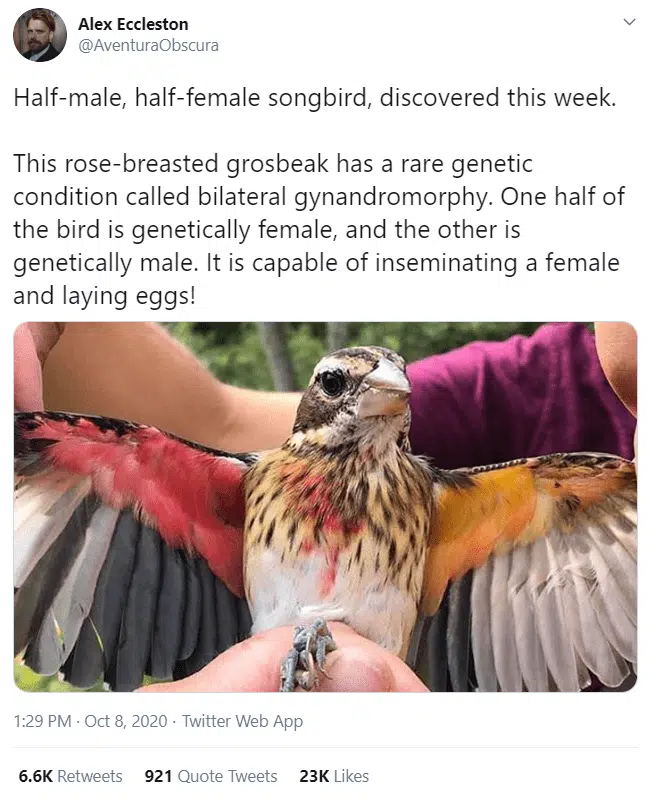 Alex Eccleston
@AventuraObscura
Half-male, half-female songbird, discovered this week.
This rose-breasted grosbeak has a rare genetic
condition called bilateral gynandromorphy. One half of
the bird is genetically female, and the other is
genetically male. It is capable of inseminating a female
and laying eggs!
1:29 PM · Oct 8, 2020 · Twitter Web App
6.6K Retweets 921 Quote Tweets 23K Likes